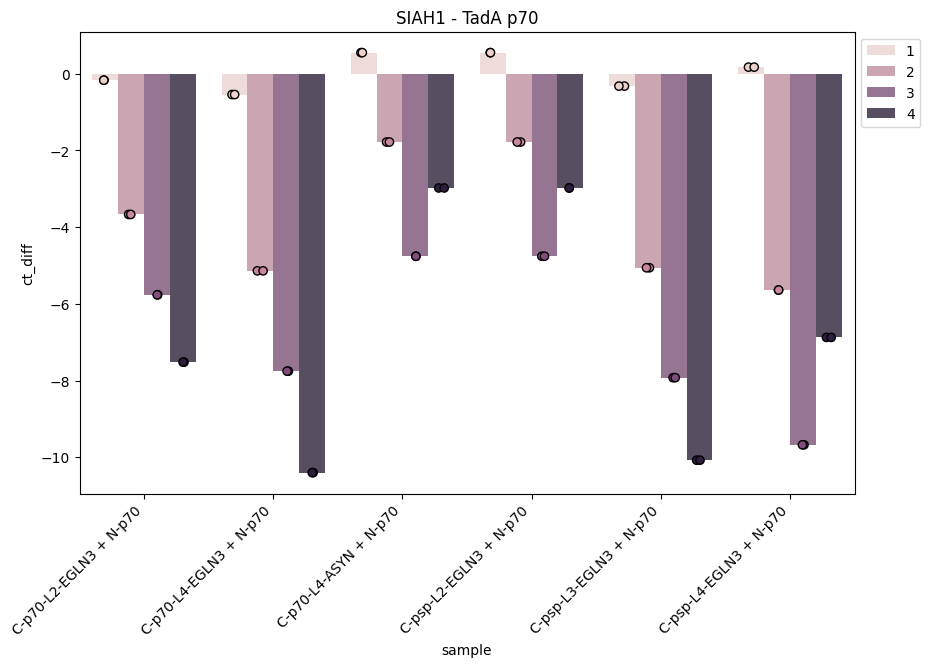 SIAH1 - TadA p70
1
2
3
4
ct_diff
0
−2
−4
−6
−8
−10
C-p70-L2-EGLN3 + N-p70
C-p70-L4-EGLN3 + N-p70
C-p70-L4-ASYN + N-p70
C-psp-L2-EGLN3 + N-p70
C-psp-L3-EGLN3 + N-p70
C-psp-L4-EGLN3 + N-p70
sample